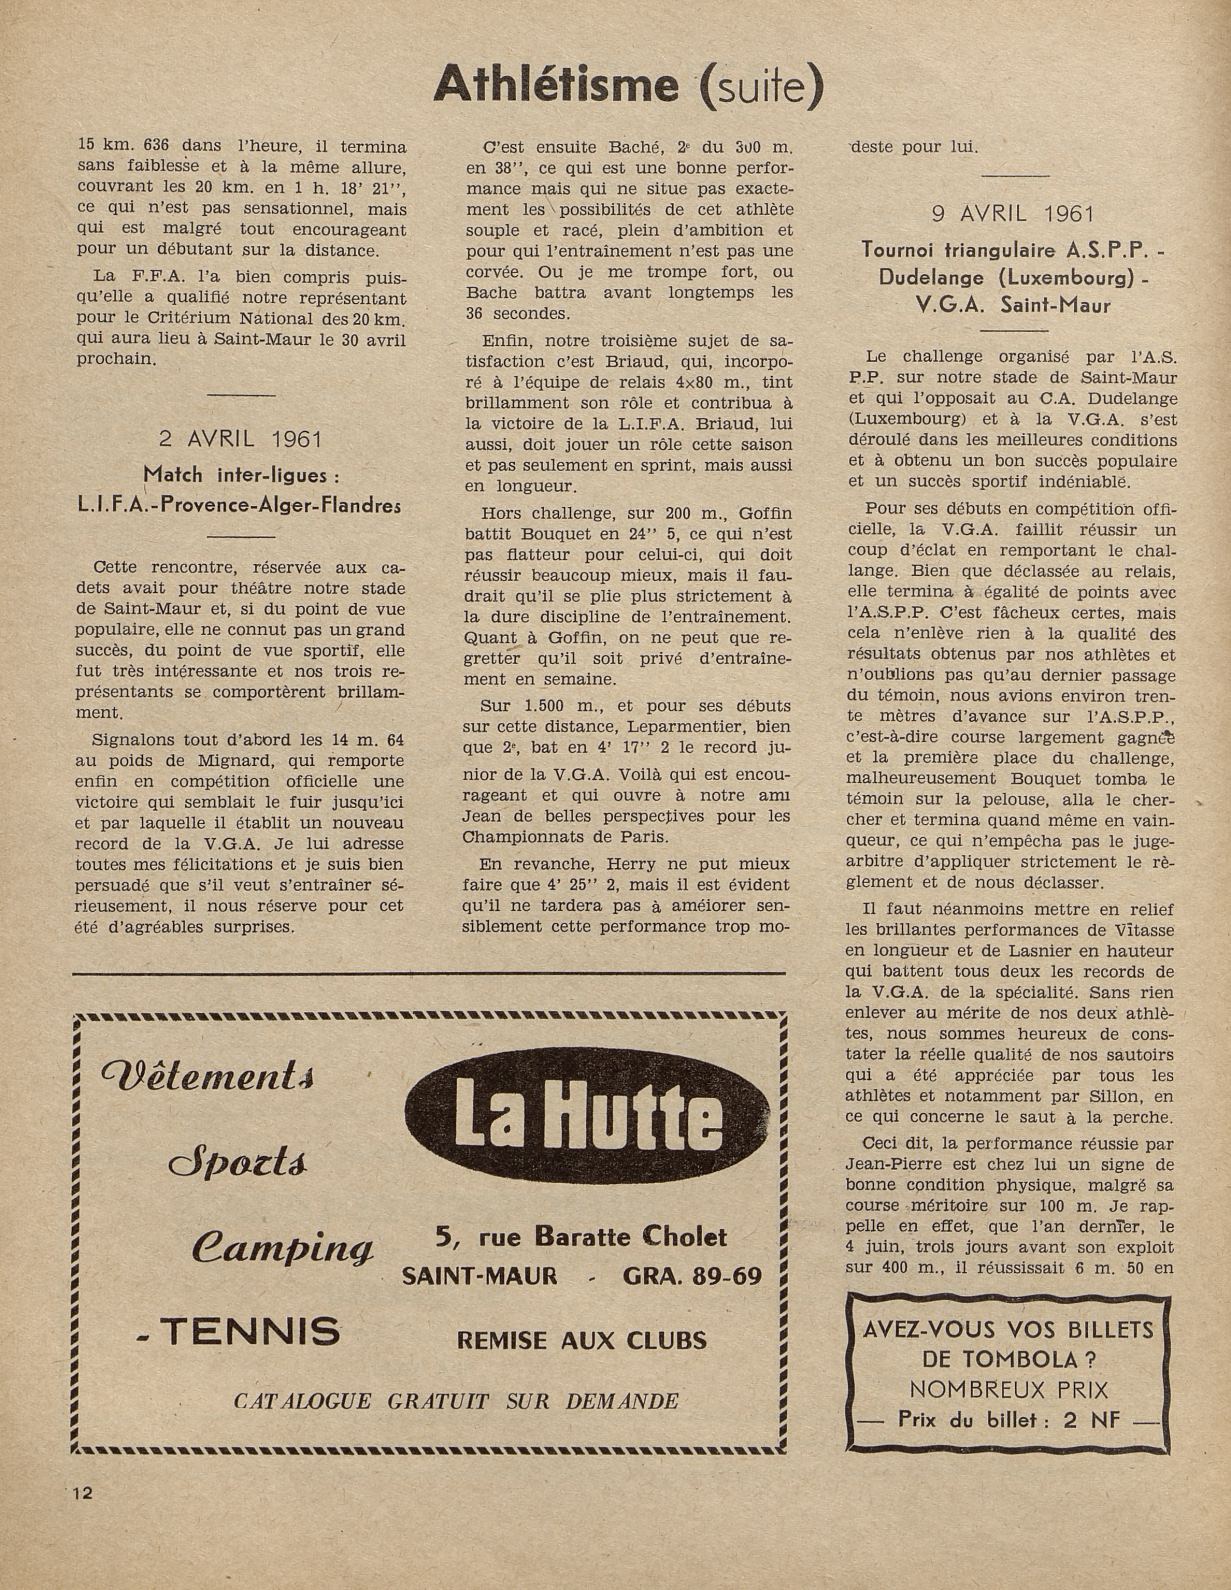 Athlétisme (suite)
15 km. 636 dans l'heure, il termina
sans faiblesse et à la même allure,
couvrant les 20 km. en 1 h. 18' 21'',
ce qui n'est pas sensationnel, mais
qui est malgré tout encourageant
pour un débutant sur la distance.
La F.F.A. l'a bien compris puis-
qu'elle a qualifié notre représentant
pour le Critérium National des 20 km.
qui aura lieu à Saint-Maur le 30 avril
prochain.
2 AVRIL 1961
Match inter-ligues :
L.I.F.A.-Provence-Alger-Flandres
Cette rencontre, réservée aux ca-
dets avait pour théâtre notre stade
de Saint-Maur et, si du point de vue
populaire, elle ne connut pas un grand
succès, du point de vue sportif, elle
fut très intéressante et nos trois re-
présentants se comportèrent brillam-
ment.
Signalons tout d'abord les 14 m. 64
au poids de Mignard, qui remporte
enfin en compétition officielle une
victoire qui semblait le fuir jusqu'ici
et par laquelle il établit un nouveau
record de la V.G.A. Je lui adresse
toutes mes félicitations et je suis bien
persuadé que s'il veut s'entraîner sé-
rieusement, il nous réserve pour cet
été d'agréables surprises.
C'est ensuite Baché, 2e du 300 m.
en 38'', ce qui est une bonne perfor-
mance mais qui ne situe pas exacte-
ment les possibilités de cet athlète
souple et racé, plein d'ambition et
pour qui l'entraînement n'est pas une
corvée. Ou je me trompe fort, ou
Bache battra avant longtemps les
36 secondes.
Enfin, notre troisième sujet de sa-
tisfaction c'est Briaud, qui, incorpo-
ré à l'équipe de relais 4×80 m., tint
brillamment son rôle et contribua à
la victoire de la L.I.F.A. Briaud, lui
aussi, doit jouer un rôle cette saison
et pas seulement en sprint, mais aussi
en longueur.
Hors challenge, sur 200 m., Goffin
battit Bouquet en 24'' 5, ce qui n'est
pas flatteur pour celui-ci, qui doit
réussir beaucoup mieux, mais il fau-
drait qu'il se plie plus strictement à
la dure discipline de l'entraînement.
Quant à Goffin, on ne peut que re-
gretter qu'il soit privé d'entraîne-
ment en semaine.
Sur 1.500 m., et pour ses débuts
sur cette distance, Leparmentier, bien
que 2e, bat en 4' 17'' 2 le record ju-
nior de la V.G.A. Voilà qui est encou-
rageant et qui ouvre à notre ami
Jean de belles perspectives pour les
Championnats de Paris.
En revanche, Herry ne put mieux
faire que 4' 25'' 2, mais il est évident
qu'il ne tardera pas à améiorer sen-
siblement cette performance trop mo-
deste pour lui.
9 AVRIL 1961
Tournoi triangulaire A.S.P.P. -
Dudelange (Luxembourg) -
V.G.A. Saint-Maur
Le challenge organisé par l'A.S.
P.P. sur notre stade de Saint-Maur
et qui l'opposait au C.A. Dudelange
(Luxembourg) et à la V.G.A. s'est
déroulé dans les meilleures conditions
et à obtenu un bon succès populaire
et un succès sportif indéniable.
Pour ses débuts en compétition offi-
cielle, la V.G.A. faillit réussir un
coup d'éclat en remportant le chal-
lange. Bien que déclassée au relais,
elle termina à égalité de points avec
l'A.S.P.P. C'est fâcheux certes, mais
cela n'enlève rien à la qualité des
résultats obtenus par nos athlètes et
n'oublions pas qu'au dernier passage
du témoin, nous avions environ tren-
te mètres d'avance sur l'A.S.P.P.,
c'est-à-dire course largement gagnée
et la première place du challenge,
malheureusement Bouquet tomba le
témoin sur la pelouse, alla le cher-
cher et termina quand même en vain-
queur, ce qui n'empêcha pas le juge-
arbitre d'appliquer strictement le rè-
glement et de nous déclasser.
Il faut néanmoins mettre en relief
les brillantes performances de Vitasse
en longueur et de Lasnier en hauteur
qui battent tous deux les records de
la V.G.A. de la spécialité. Sans rien
enlever au mérite de nos deux athlè-
tes, nous sommes heureux de cons-
tater la réelle qualité de nos sautoirs
qui a été appréciée par tous les
athlètes et notamment par Sillon, en
ce qui concerne le saut à la perche.
Ceci dit, la performance réussie par
Jean-Pierre est chez lui un signe de
bonne condition physique, malgré sa
course méritoire sur 100 m. Je rap-
pelle en effet, que l'an dernier, le
4 juin, trois jours avant son exploit
sur 400 m., il réussissait 6 m. 50 en
Vêtements
Sports
Camping
- TENNIS
La Hutte
5, rue Baratte Cholet
SAINT-MAUR - GRA. 89-69
REMISE AUX CLUBS
CATALOGUE GRATUIT SUR DEMANDE
AVEZ-VOUS VOS BILLETS
DE TOMBOLA ?
NOMBREUX PRIX
— Prix du billet : 2 NF —
12